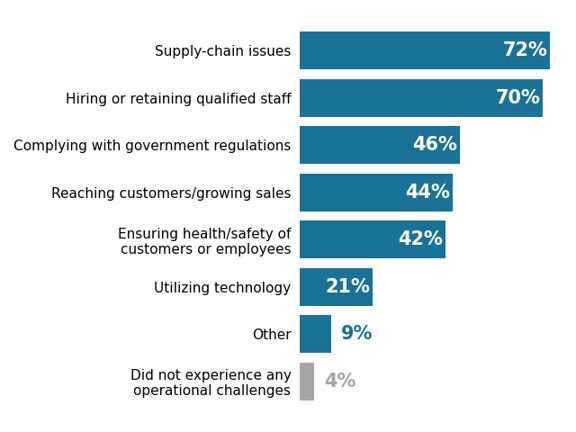 Supply-chain issues 72%
Hiring or retaining qualified staff 70%
Complying with government regulations 46%
Reaching customers/growing sales 44%
Ensuring health/safety of
customers or employees 42%
Utilizing technology 21%
Other 9%
Did not experience any
operational challenges 4%